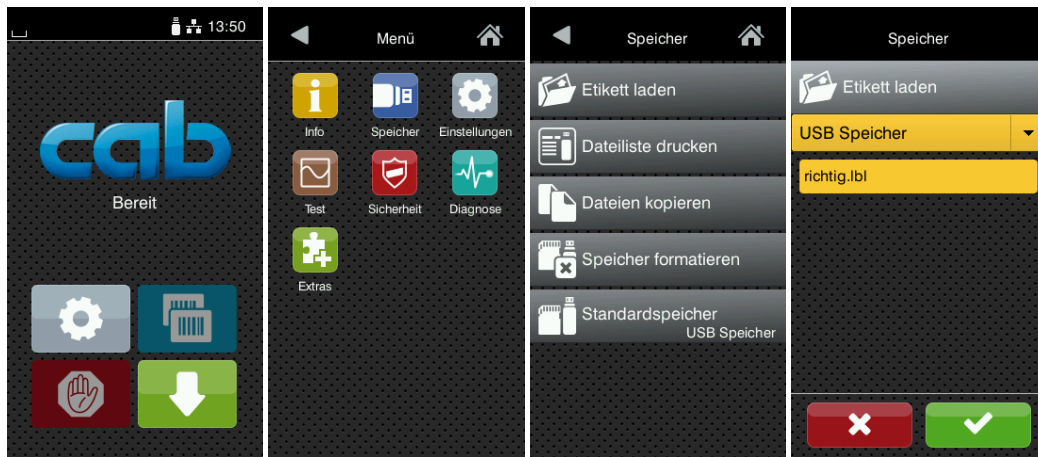 13:50
cab
Bereit
Menü
Info
Speicher
Einstellungen
Test
Sicherheit
Diagnose
Extras
Speicher
Etikett laden
Dateiliste drucken
Dateien kopieren
Speicher formatieren
Standardspeicher
USB Speicher
Speicher
Etikett laden
USB Speicher
richtig.lbl